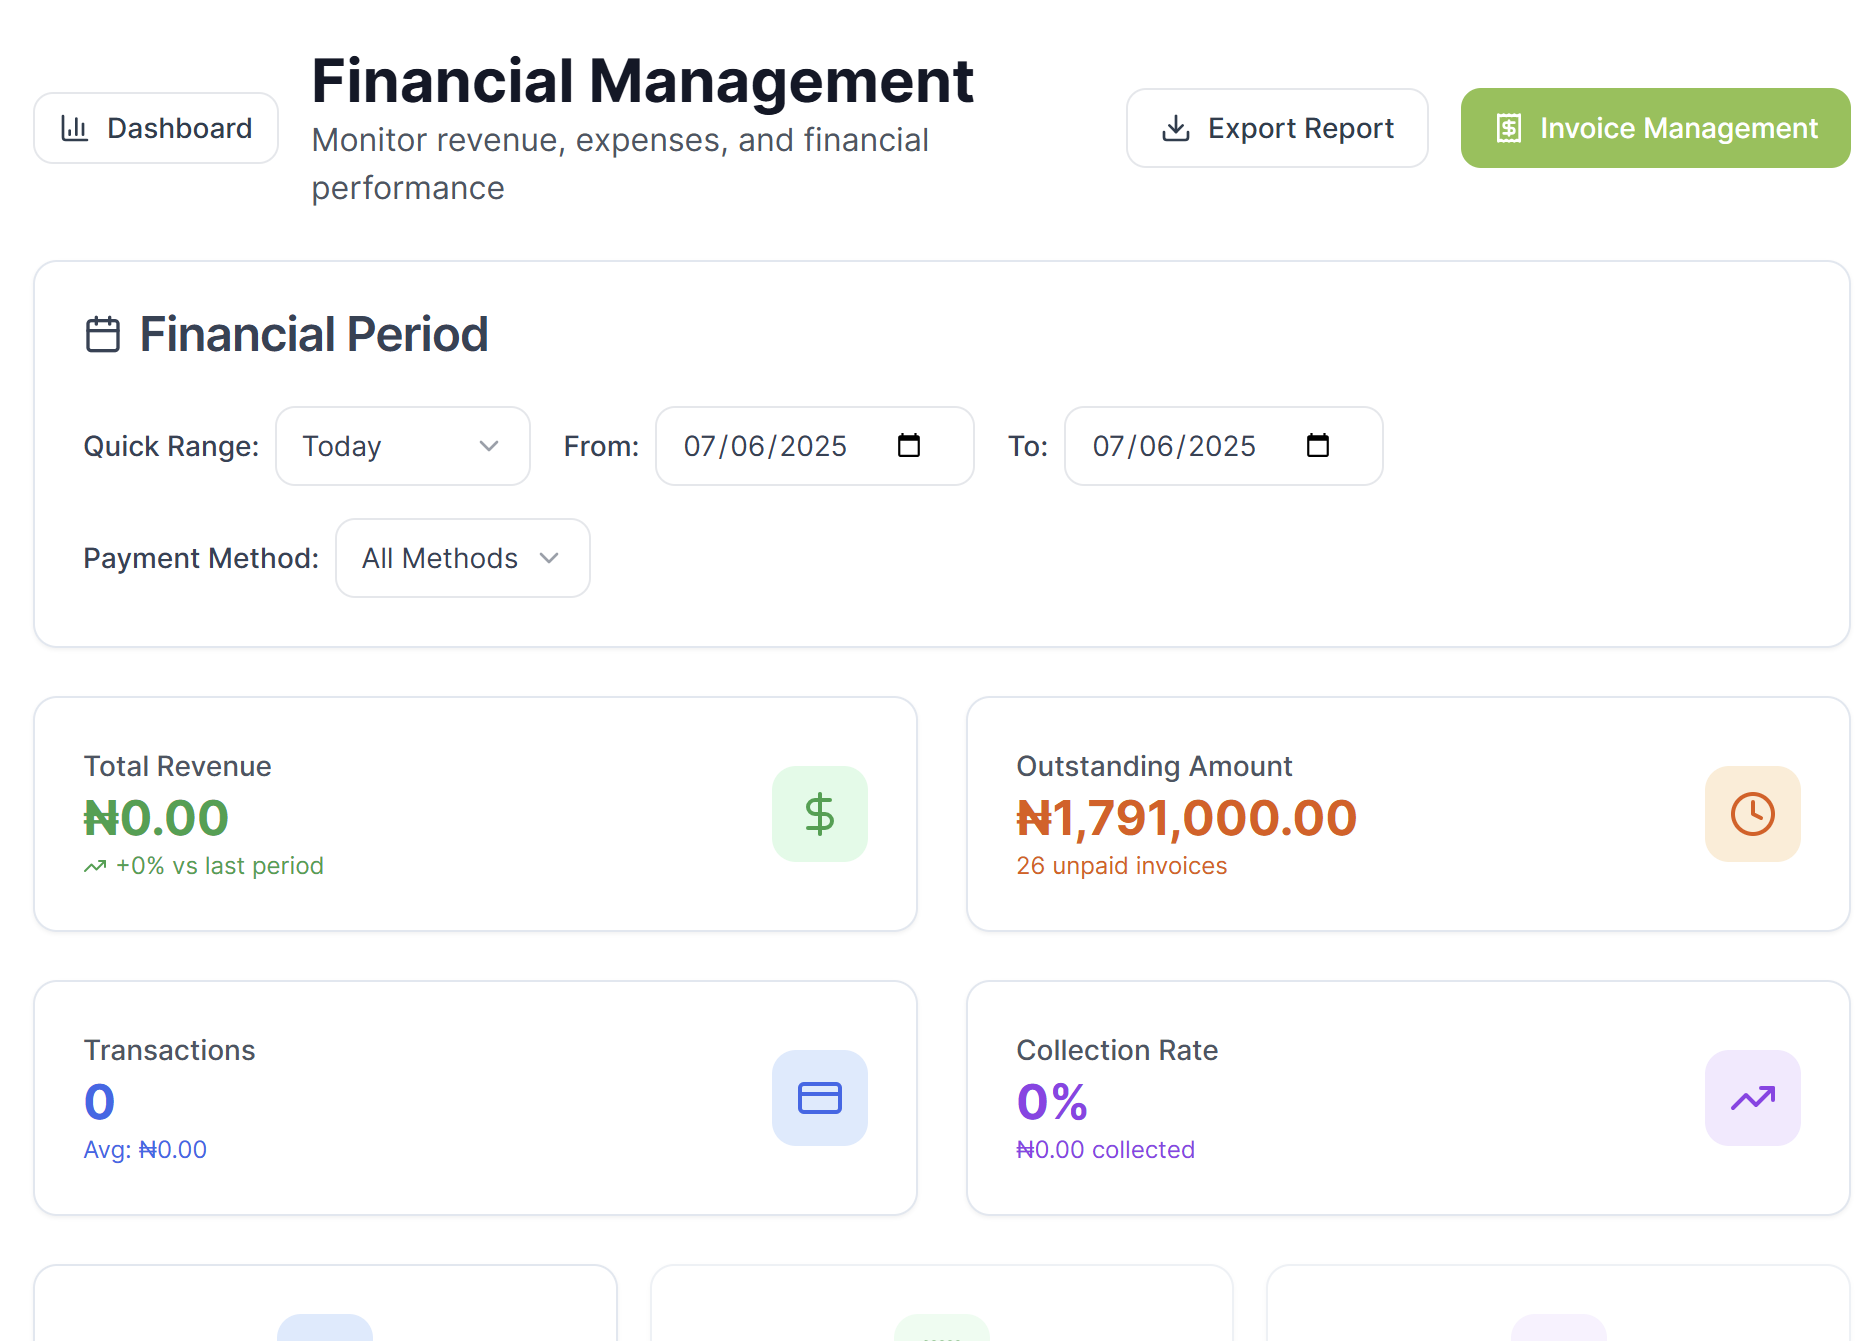 Dashboard
Financial Management
Monitor revenue, expenses, and financial
performance
Export Report
Invoice Management
Financial Period
Quick Range:
Today
From:
07/06/2025
To:
07/06/2025
Payment Method:
All Methods
Total Revenue
₦0.00
+0% vs last period
Outstanding Amount
₦1,791,000.00
26 unpaid invoices
Transactions
0
Avg: ₦0.00
Collection Rate
0%
₦0.00 collected